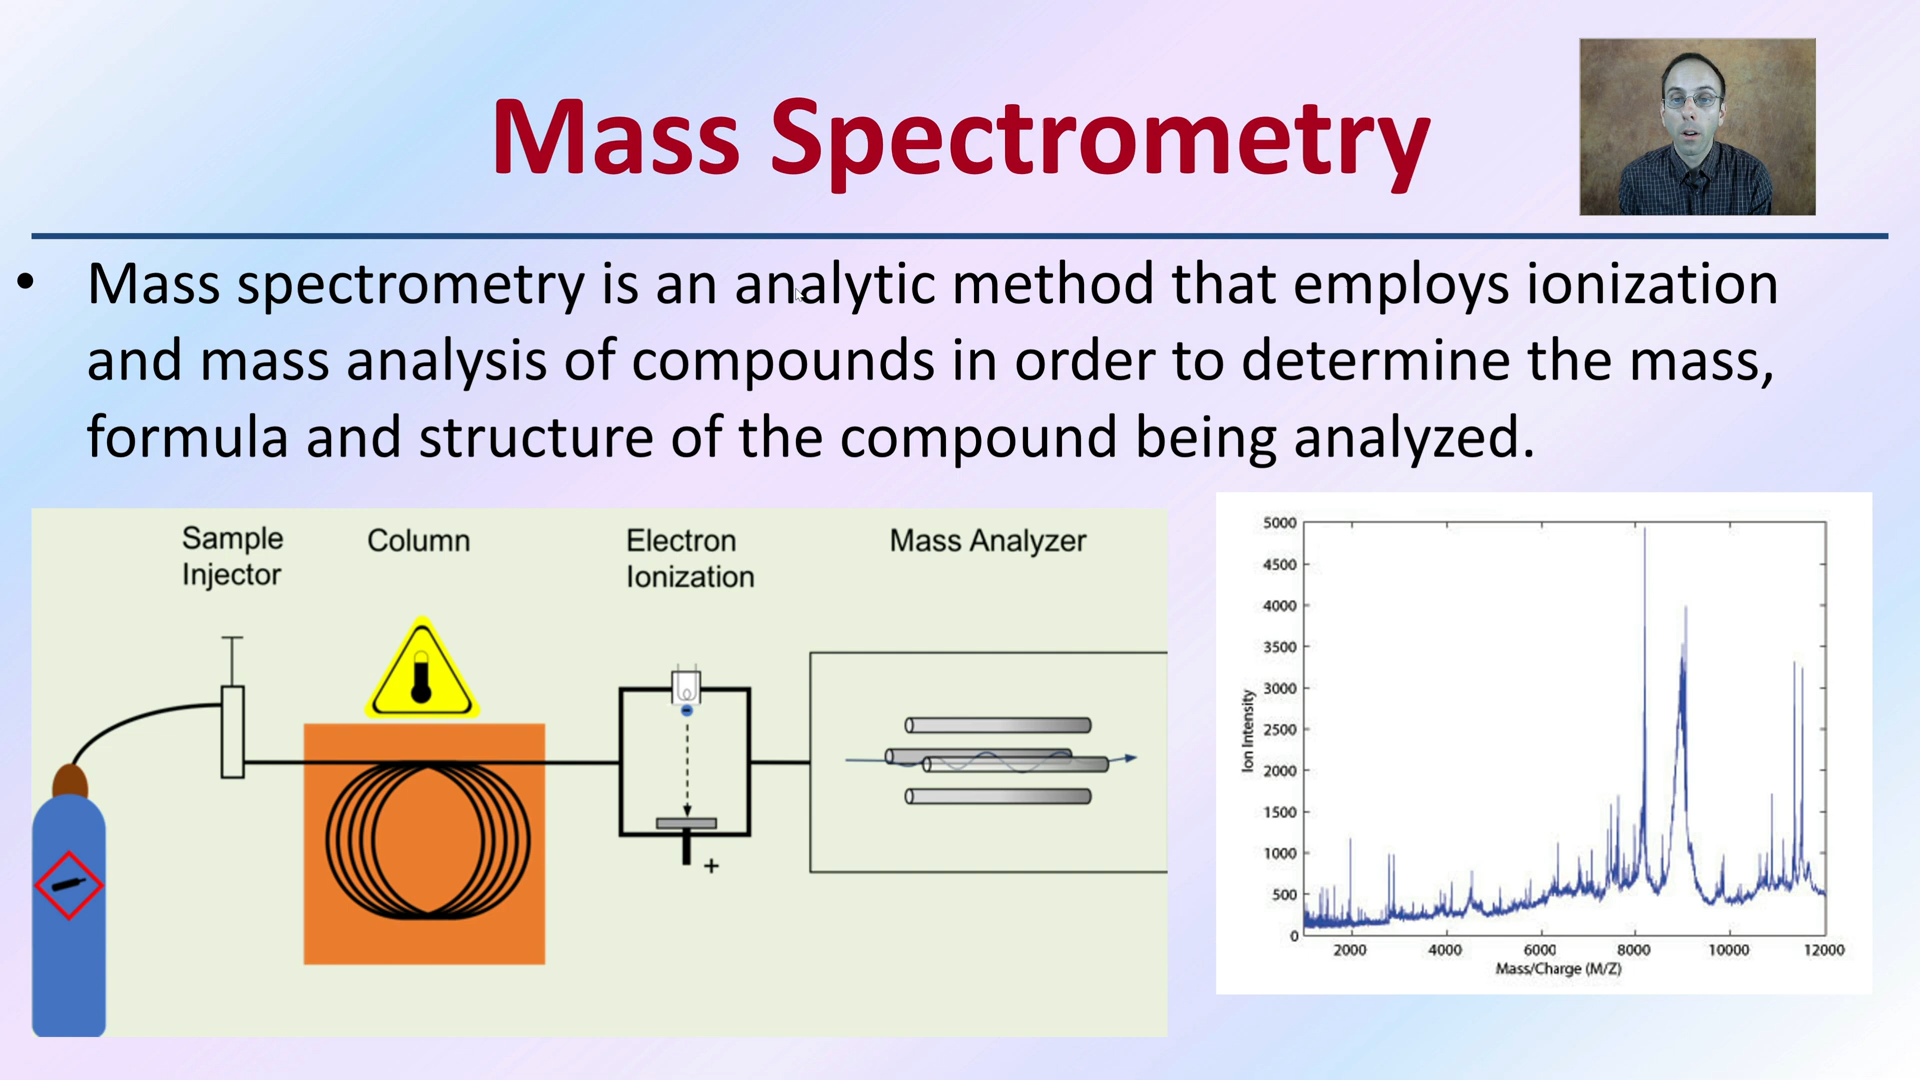 Mass Spectrometry
• Mass spectrometry is an analytic method that employs ionization
and mass analysis of compounds in order to determine the mass,
formula and structure of the compound being analyzed.
Sample
Injector
Column
Electron
Ionization
Mass Analyzer
+
5000
4500
4000
3500
3000
2500
2000
1500
1000
500
0
Ion Intensity
2000 4000 6000 8000 10000 12000
Mass/Charge (M/Z)